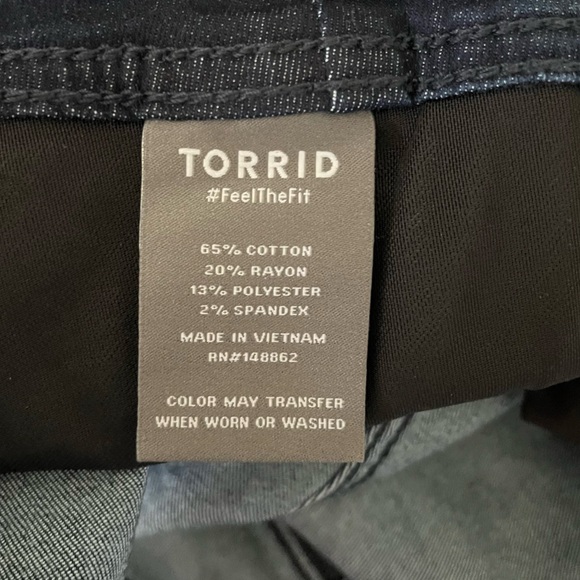 TORRID
#FeelTheFit
65% COTTON
20% RAYON
13% POLYESTER
2% SPANDEX
MADE IN VIETNAM
RN#148862
COLOR MAY TRANSFER
WHEN WORN OR WASHED